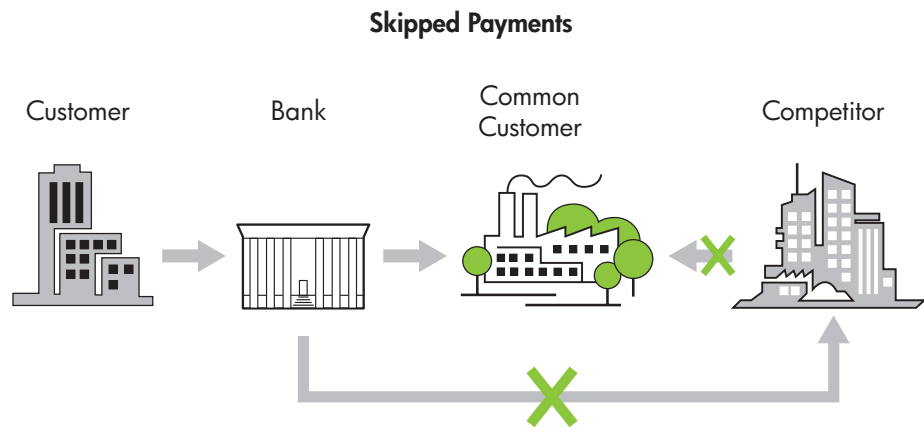 Skipped Payments
Customer
Bank
Common
Customer
Competitor